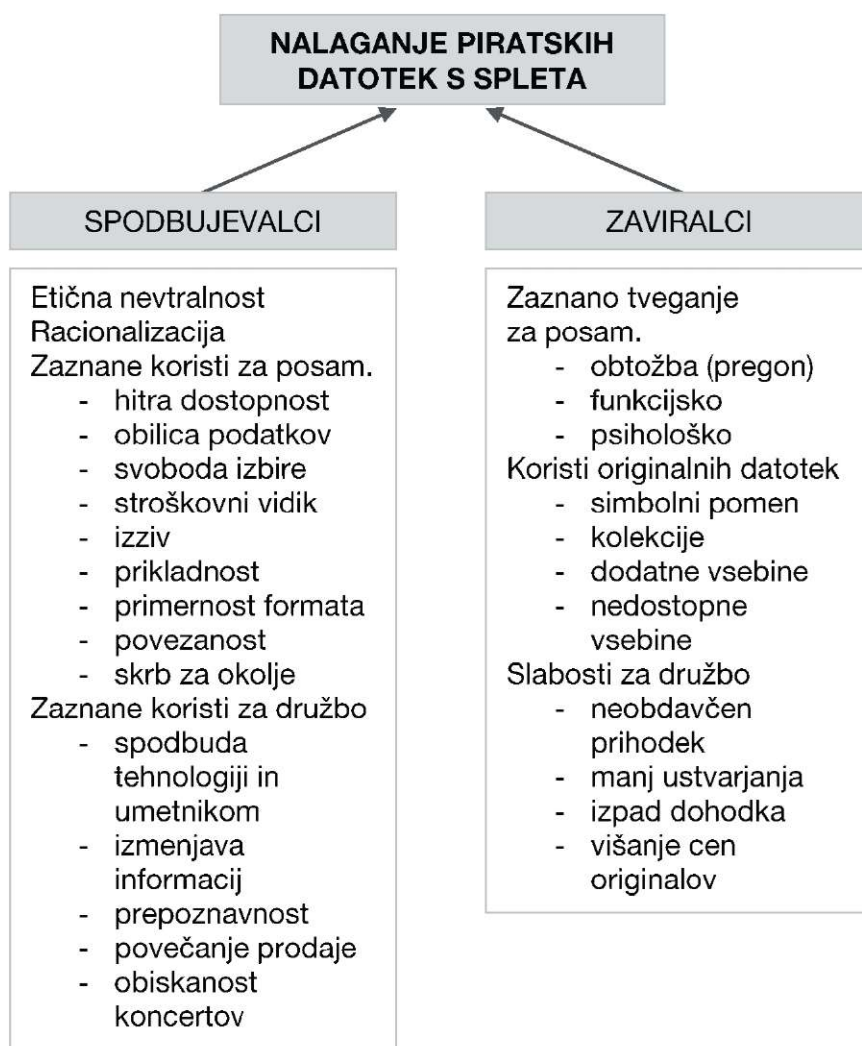 NALAGANJE PIRATSKIH
DATOTEK S SPLETA
SPODBUJEVALCI
Etična nevtralnost
Racionalizacija
Zaznane koristi za posam.
- hitra dostopnost
- obilica podatkov
- svoboda izbire
- stroškovni vidik
- izziv
- prikladnost
- primernost formata
- povezanost
- skrb za okolje
Zaznane koristi za družbo
- spodbuda
tehnologiji in
umetnikom
- izmenjava
informacij
- prepoznavnost
- povečanje prodaje
- obiskanost
koncertov
ZAVIRALCI
Zaznano tveganje
za posam.
- obtožba (pregon)
- funkcijsko
- psihološko
Koristi originalnih datotek
- simbolni pomen
- kolekcije
- dodatne vsebine
- nedostopne
vsebine
Slabosti za družbo
- neobdavčen
prihodek
- manj ustvarjanja
- izpad dohodka
- višanje cen
originalov